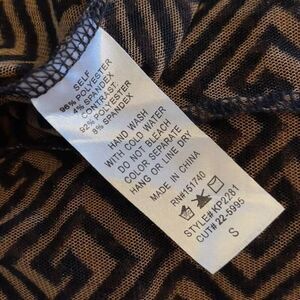 SELF
96% POLYESTER
4% SPANDEX
CONTRAST:
92% POLYESTER
8% SPANDEX
HAND WASH
WITH COLD WATER
DO NOT BLEACH
COLOR SEPARATE
HANG OR LINE DRY
MADE IN CHINA
RN#151740
STYLE# KP2281
CUT# 22-5995
S